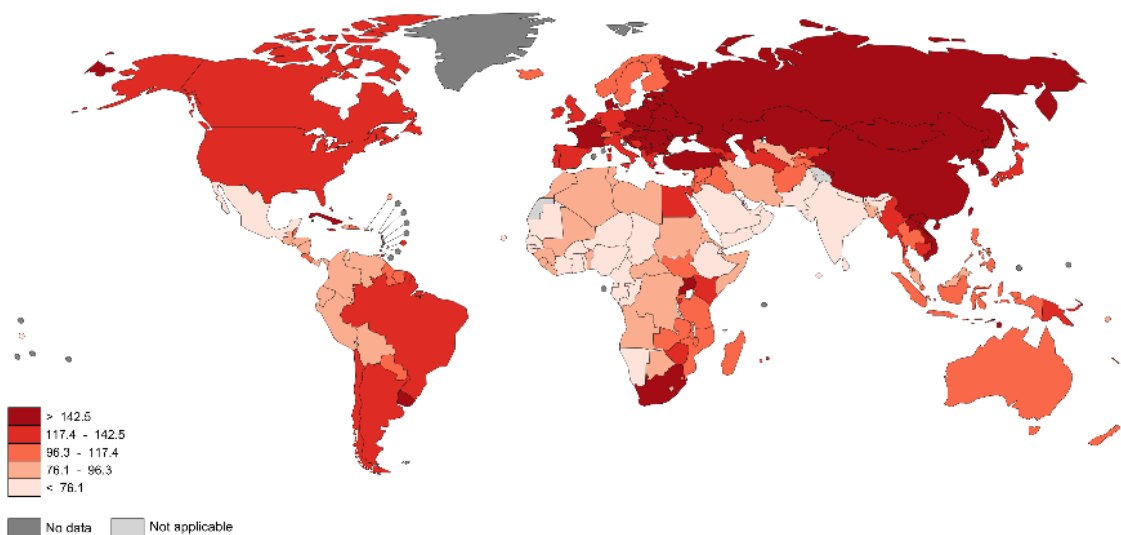 > 142.5
117.4 - 142.5
96.3 - 117.4
76.1 - 96.3
< 76.1
No data
Not applicable